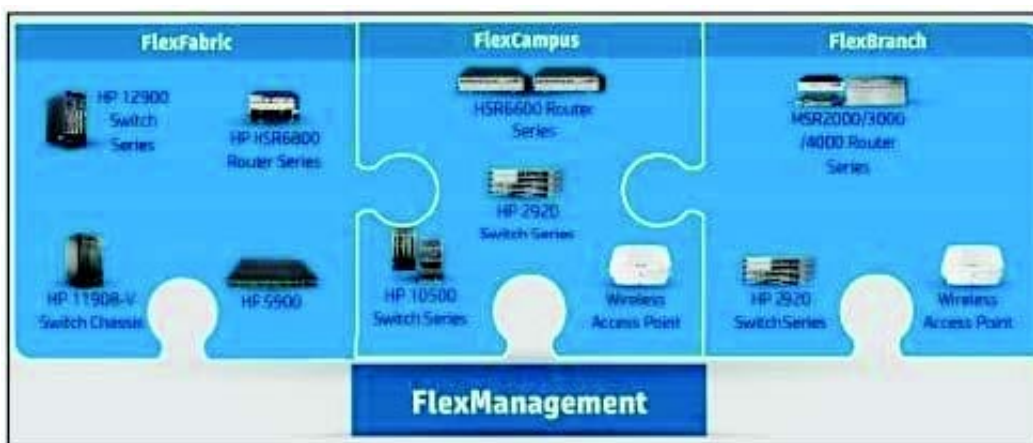 FlexFabric
HP 12900
Switch
Series
HP HSR6800
Router Series
HP 11908-V
Switch Chassis
HP 5900
FlexCampus
HSR6600 Router
Series
HP 2920
Switch Series
HP 10500
Switch Series
Wireless
Access Point
FlexBranch
MSR2000/3000
/4000 Router
Series
HP 2920
SwitchSeries
Wireless
Access Point
FlexManagement